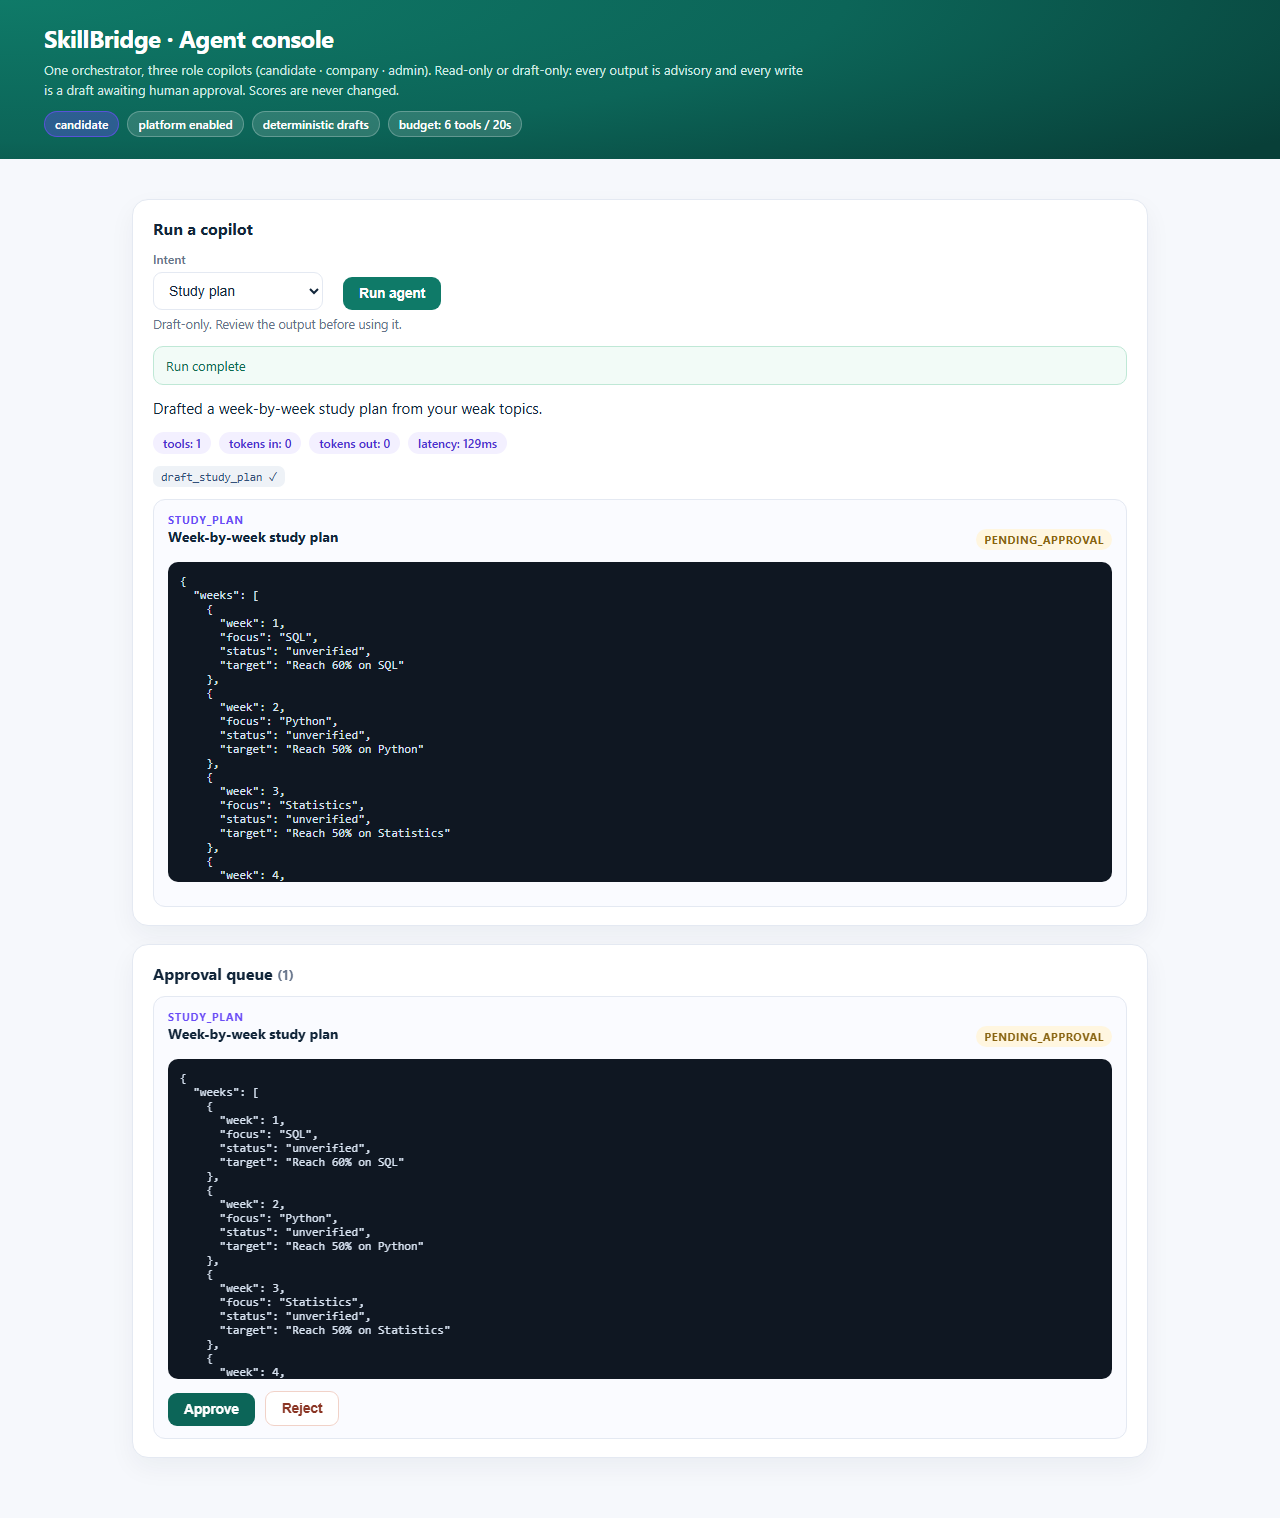 SkillBridge · Agent console
One orchestrator, three role copilots (candidate · company · admin). Read-only or draft-only: every output is advisory and every write
is a draft awaiting human approval. Scores are never changed.
candidate platform enabled deterministic drafts budget: 6 tools / 20s
Run a copilot
Intent
Study plan Run agent
Draft-only. Review the output before using it.
Run complete
Drafted a week-by-week study plan from your weak topics.
tools: 1 tokens in: 0 tokens out: 0 latency: 129ms
draft_study_plan ✓
STUDY_PLAN
Week-by-week study plan
PENDING_APPROVAL
{
  "weeks": [
    {
      "week": 1,
      "focus": "SQL",
      "status": "unverified",
      "target": "Reach 60% on SQL"
    },
    {
      "week": 2,
      "focus": "Python",
      "status": "unverified",
      "target": "Reach 50% on Python"
    },
    {
      "week": 3,
      "focus": "Statistics",
      "status": "unverified",
      "target": "Reach 50% on Statistics"
    },
    {
      "week": 4,
Approval queue (1)
STUDY_PLAN
Week-by-week study plan
PENDING_APPROVAL
{
  "weeks": [
    {
      "week": 1,
      "focus": "SQL",
      "status": "unverified",
      "target": "Reach 60% on SQL"
    },
    {
      "week": 2,
      "focus": "Python",
      "status": "unverified",
      "target": "Reach 50% on Python"
    },
    {
      "week": 3,
      "focus": "Statistics",
      "status": "unverified",
      "target": "Reach 50% on Statistics"
    },
    {
      "week": 4,
Approve Reject